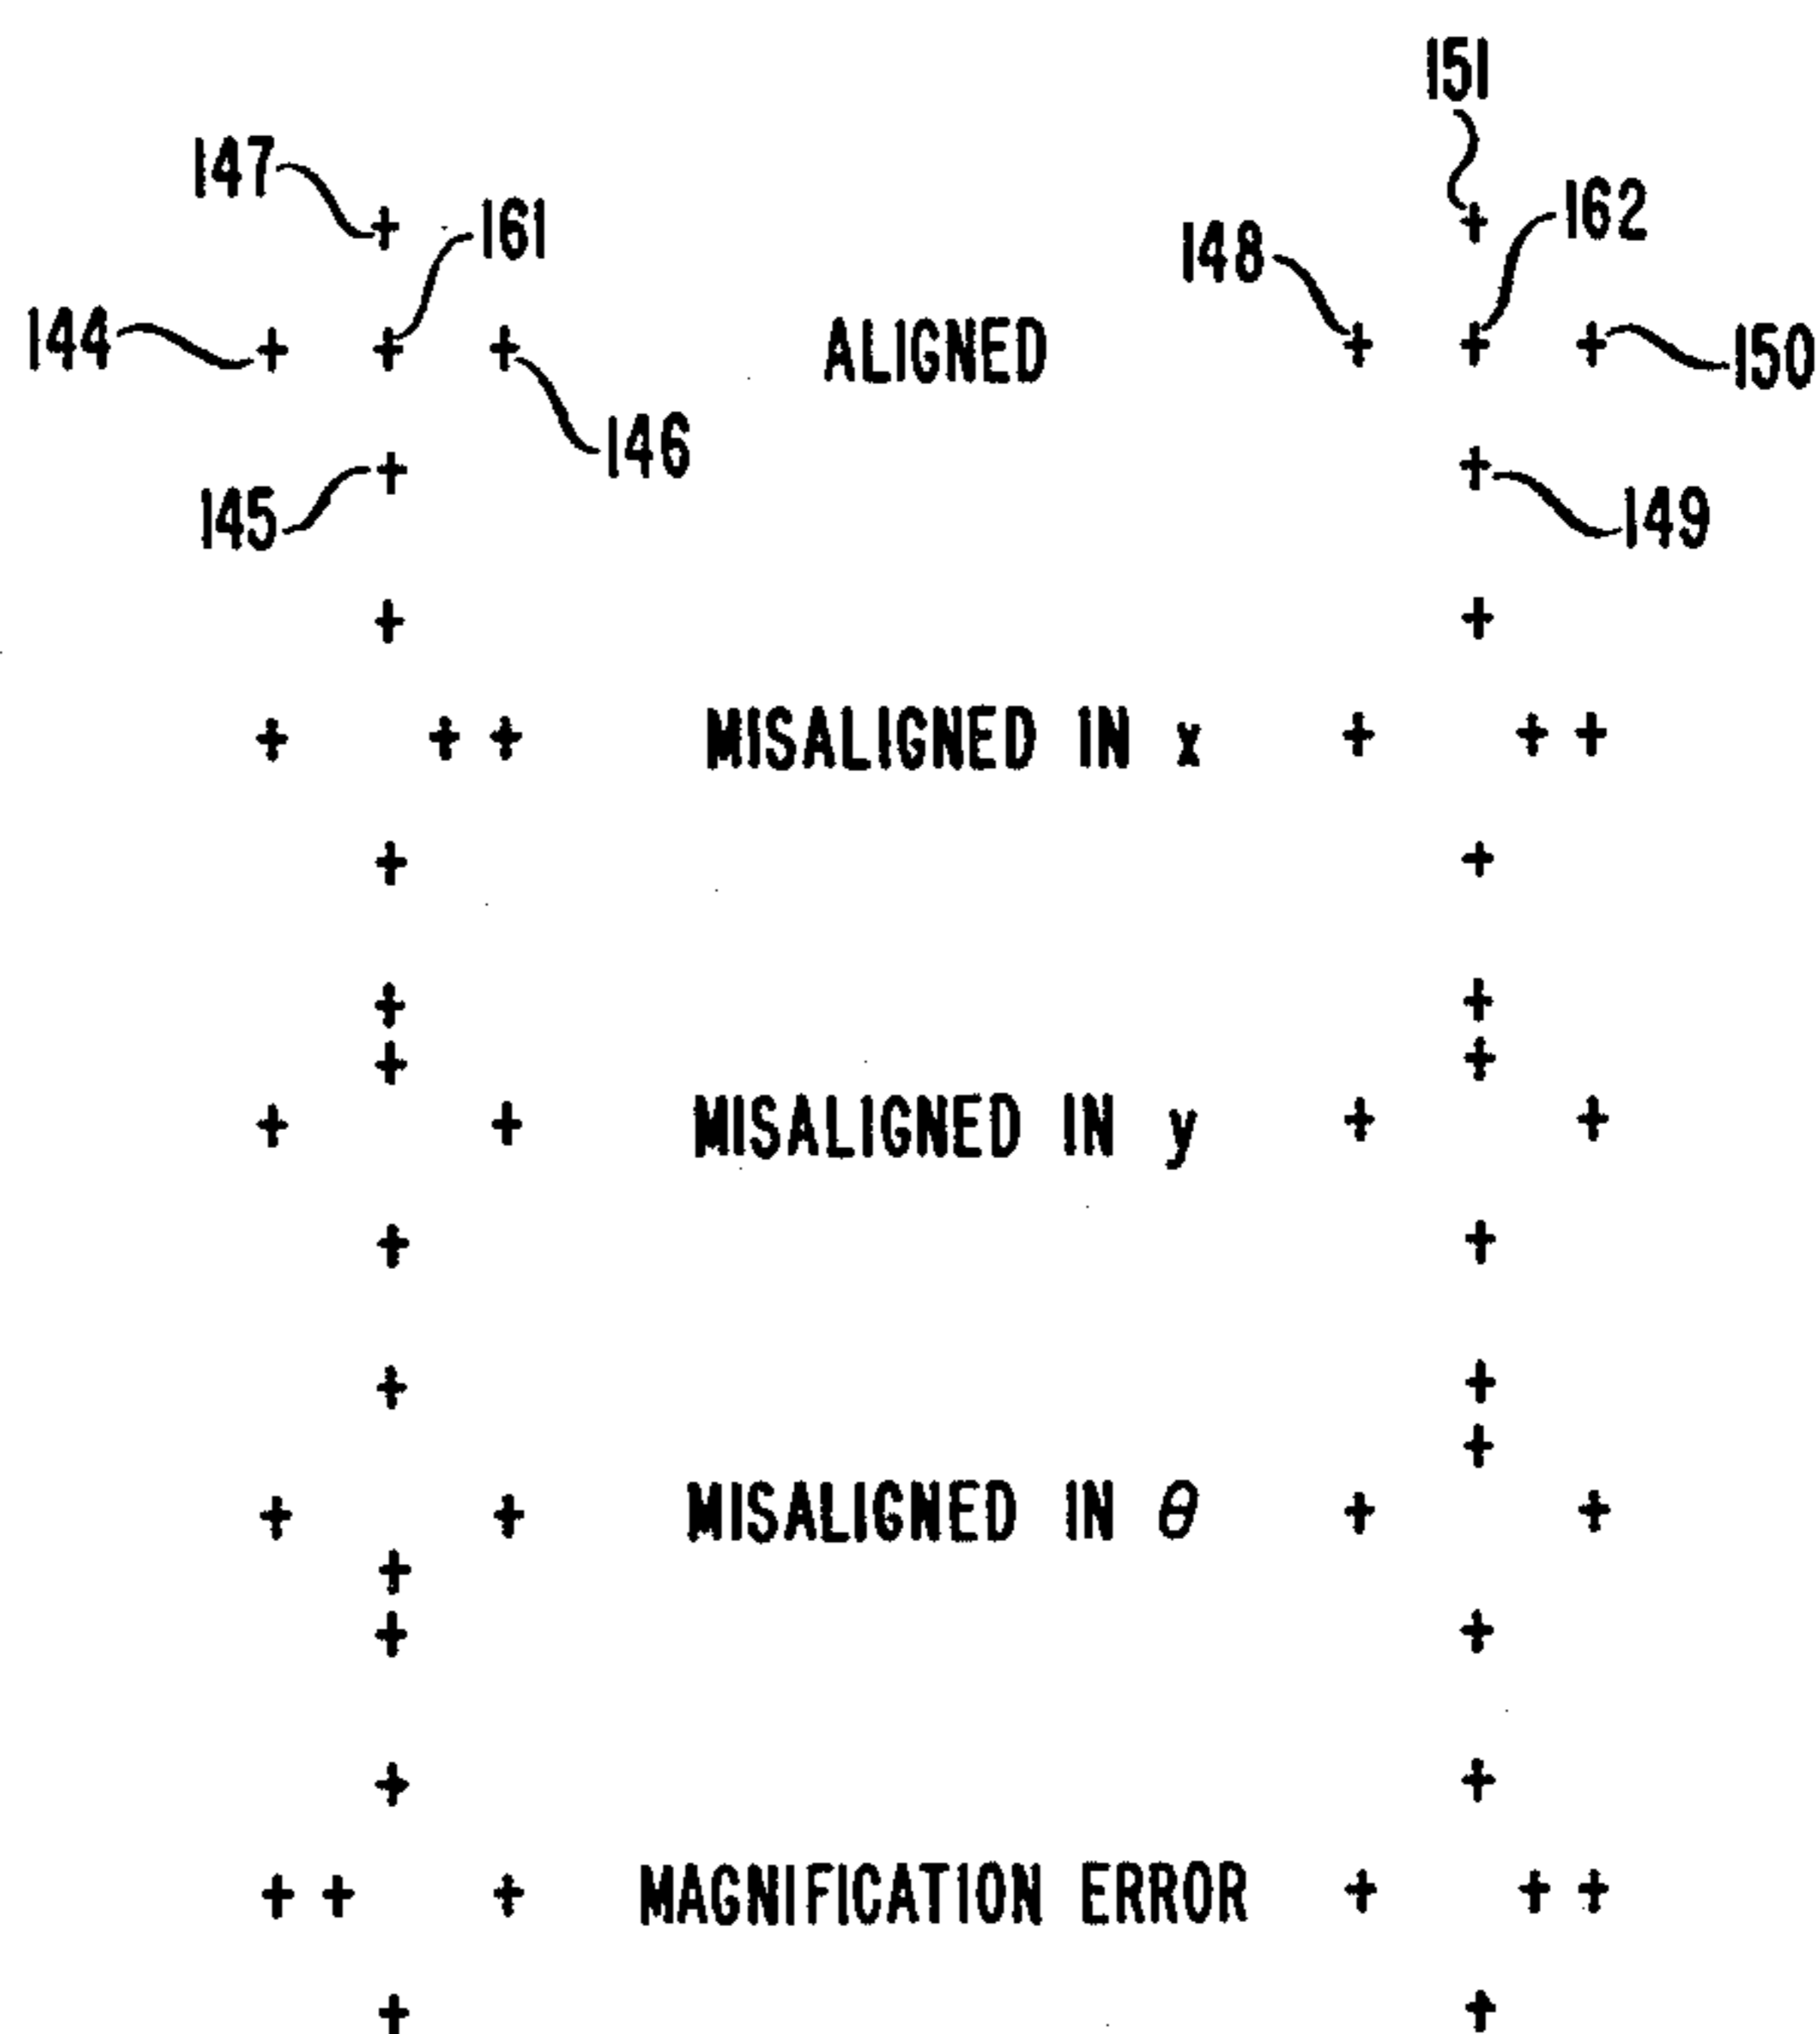 151
147
161
162
148
144
ALIGNED
150
146
145
149
MISALIGNED IN x
MISALIGNED IN y
MISALIGNED IN θ
MAGNIFICATION ERROR